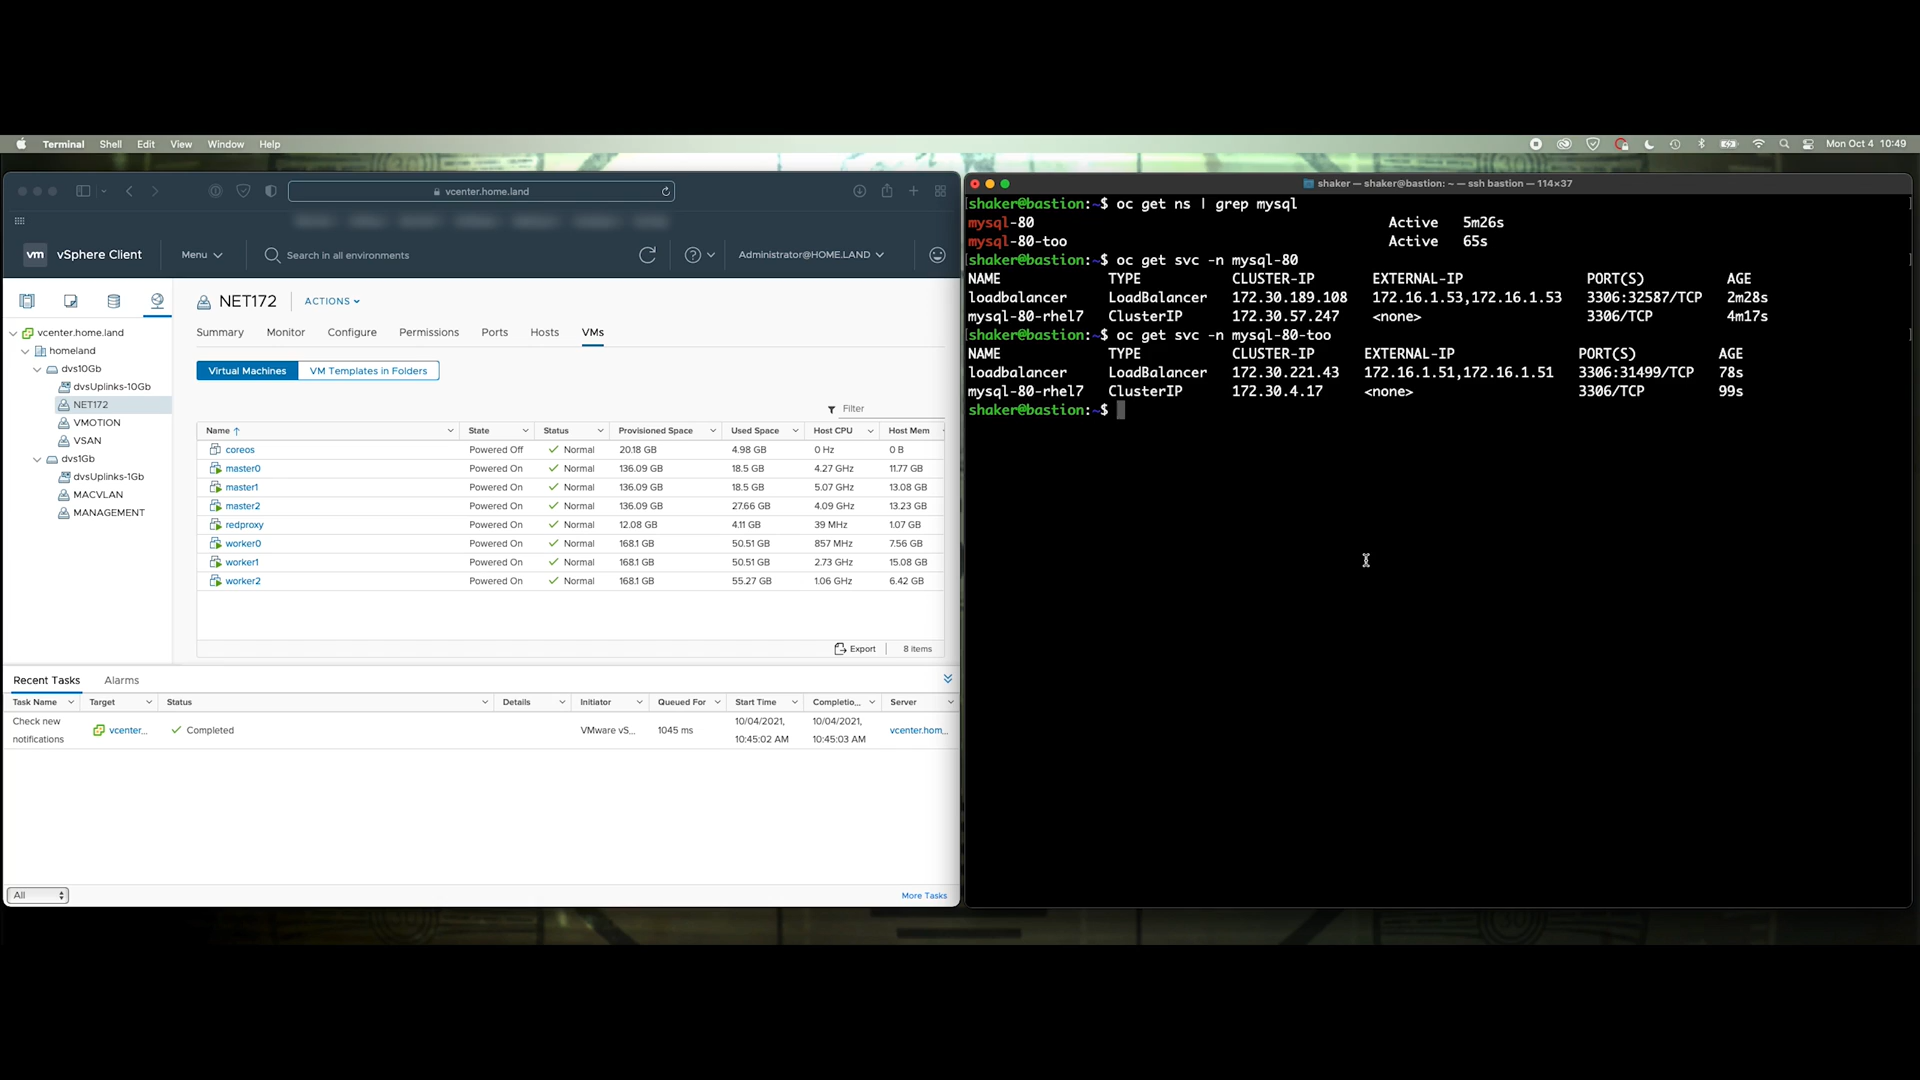 Terminal Shell Edit View Window Help Mon Oct 4 10:49
vcenter.home.land
vm vSphere Client Menu Search in all environments Administrator@HOME.LAND
vcenter.home.land
homeland
dvs10Gb
dvsUplinks-10Gb
NET172
VMOTION
VSAN
dvs1Gb
dvsUplinks-1Gb
MACVLAN
MANAGEMENT
NET172 ACTIONS
Summary Monitor Configure Permissions Ports Hosts VMs
Virtual Machines VM Templates in Folders
Filter
Name State Status Provisioned Space Used Space Host CPU Host Mem
coreos Powered Off Normal 20.18 GB 4.98 GB 0 Hz 0 B
master0 Powered On Normal 136.09 GB 18.5 GB 4.27 GHz 11.77 GB
master1 Powered On Normal 136.09 GB 18.5 GB 5.07 GHz 13.08 GB
master2 Powered On Normal 136.09 GB 27.66 GB 4.09 GHz 13.23 GB
redproxy Powered On Normal 12.08 GB 4.11 GB 39 MHz 1.07 GB
worker0 Powered On Normal 168.1 GB 50.51 GB 857 MHz 7.56 GB
worker1 Powered On Normal 168.1 GB 50.51 GB 2.73 GHz 15.08 GB
worker2 Powered On Normal 168.1 GB 55.27 GB 1.06 GHz 6.42 GB
Export 8 items
Recent Tasks Alarms
Task Name Target Status Details Initiator Queued For Start Time Completio... Server
Check new notifications vcenter... Completed VMware vS... 1045 ms 10/04/2021, 10:45:02 AM 10/04/2021, 10:45:03 AM vcenter.hom...
All More Tasks
shaker — shaker@bastion: ~ — ssh bastion — 114×37
shaker@bastion:~$ oc get ns | grep mysql
mysql-80 Active 5m26s
mysql-80-too Active 65s
shaker@bastion:~$ oc get svc -n mysql-80
NAME TYPE CLUSTER-IP EXTERNAL-IP PORT(S) AGE
loadbalancer LoadBalancer 172.30.189.108 172.16.1.53,172.16.1.53 3306:32587/TCP 2m28s
mysql-80-rhel7 ClusterIP 172.30.57.247 <none> 3306/TCP 4m17s
shaker@bastion:~$ oc get svc -n mysql-80-too
NAME TYPE CLUSTER-IP EXTERNAL-IP PORT(S) AGE
loadbalancer LoadBalancer 172.30.221.43 172.16.1.51,172.16.1.51 3306:31499/TCP 78s
mysql-80-rhel7 ClusterIP 172.30.4.17 <none> 3306/TCP 99s
shaker@bastion:~$